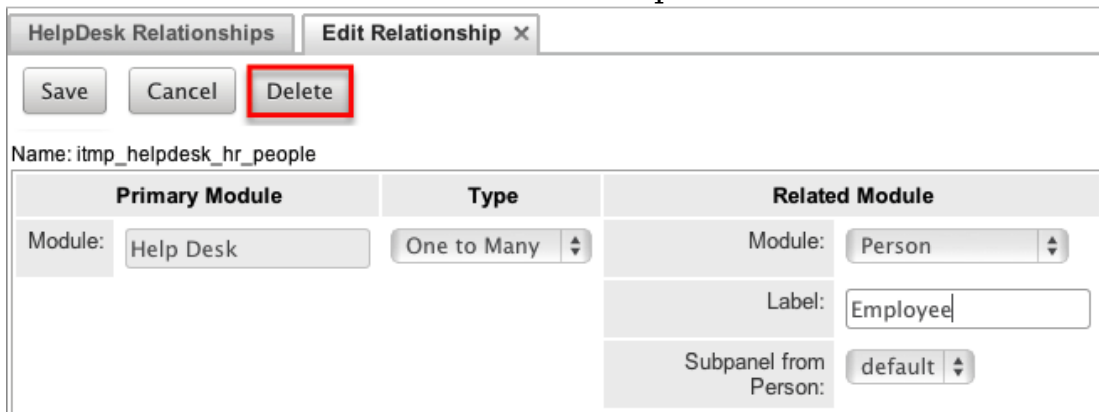 HelpDesk Relationships Edit Relationship ×
Save Cancel Delete
Name: itmp_helpdesk_hr_people
Primary Module Type Related Module
Module: Help Desk One to Many Module: Person
Label: Employee
Subpanel from default
Person: